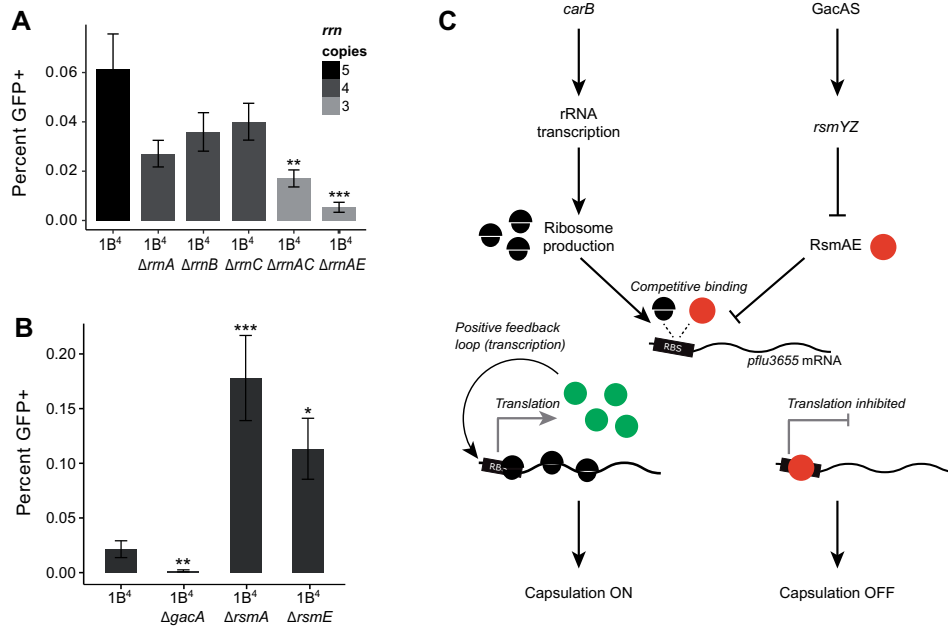 A
Percent GFP+
0.06
0.04
0.02
0.00
rrn
copies
5
4
3
**
***
1B⁴ 1B⁴ 1B⁴ 1B⁴ 1B⁴ 1B⁴
ΔrrnA ΔrrnB ΔrrnC ΔrrnAC ΔrrnAE
B
Percent GFP+
0.20
0.15
0.10
0.05
0.00
**
***
*
1B⁴ 1B⁴ 1B⁴ 1B⁴
ΔgacA ΔrsmA ΔrsmE
C
carB
rRNA
transcription
Ribosome
production
GacAS
rsmYZ
RsmAE
Competitive binding
RBS
pflu3655 mRNA
Positive feedback
loop (transcription)
Translation
RB
Capsulation ON
Translation inhibited
Capsulation OFF